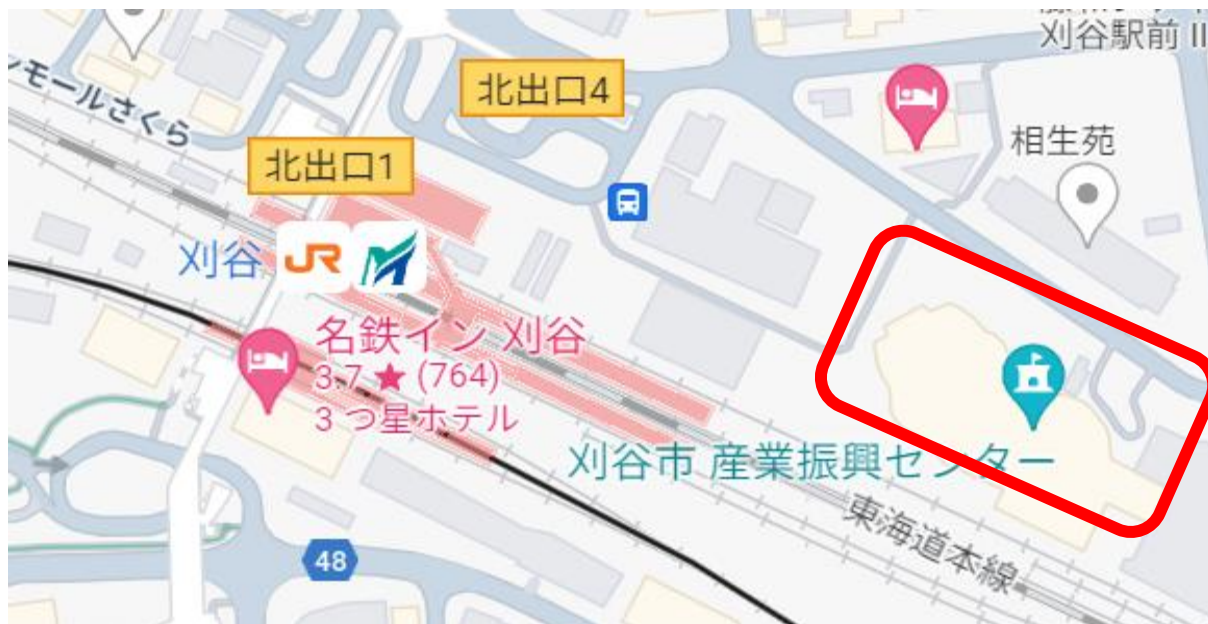 刈谷駅前 II
北出口4
モールさくら
相生苑
北出口1
刈谷 JR
名鉄イン 刈谷
3.7 ★ (764)
3 つ星ホテル
刈谷市 産業振興センター
東海道本線
48